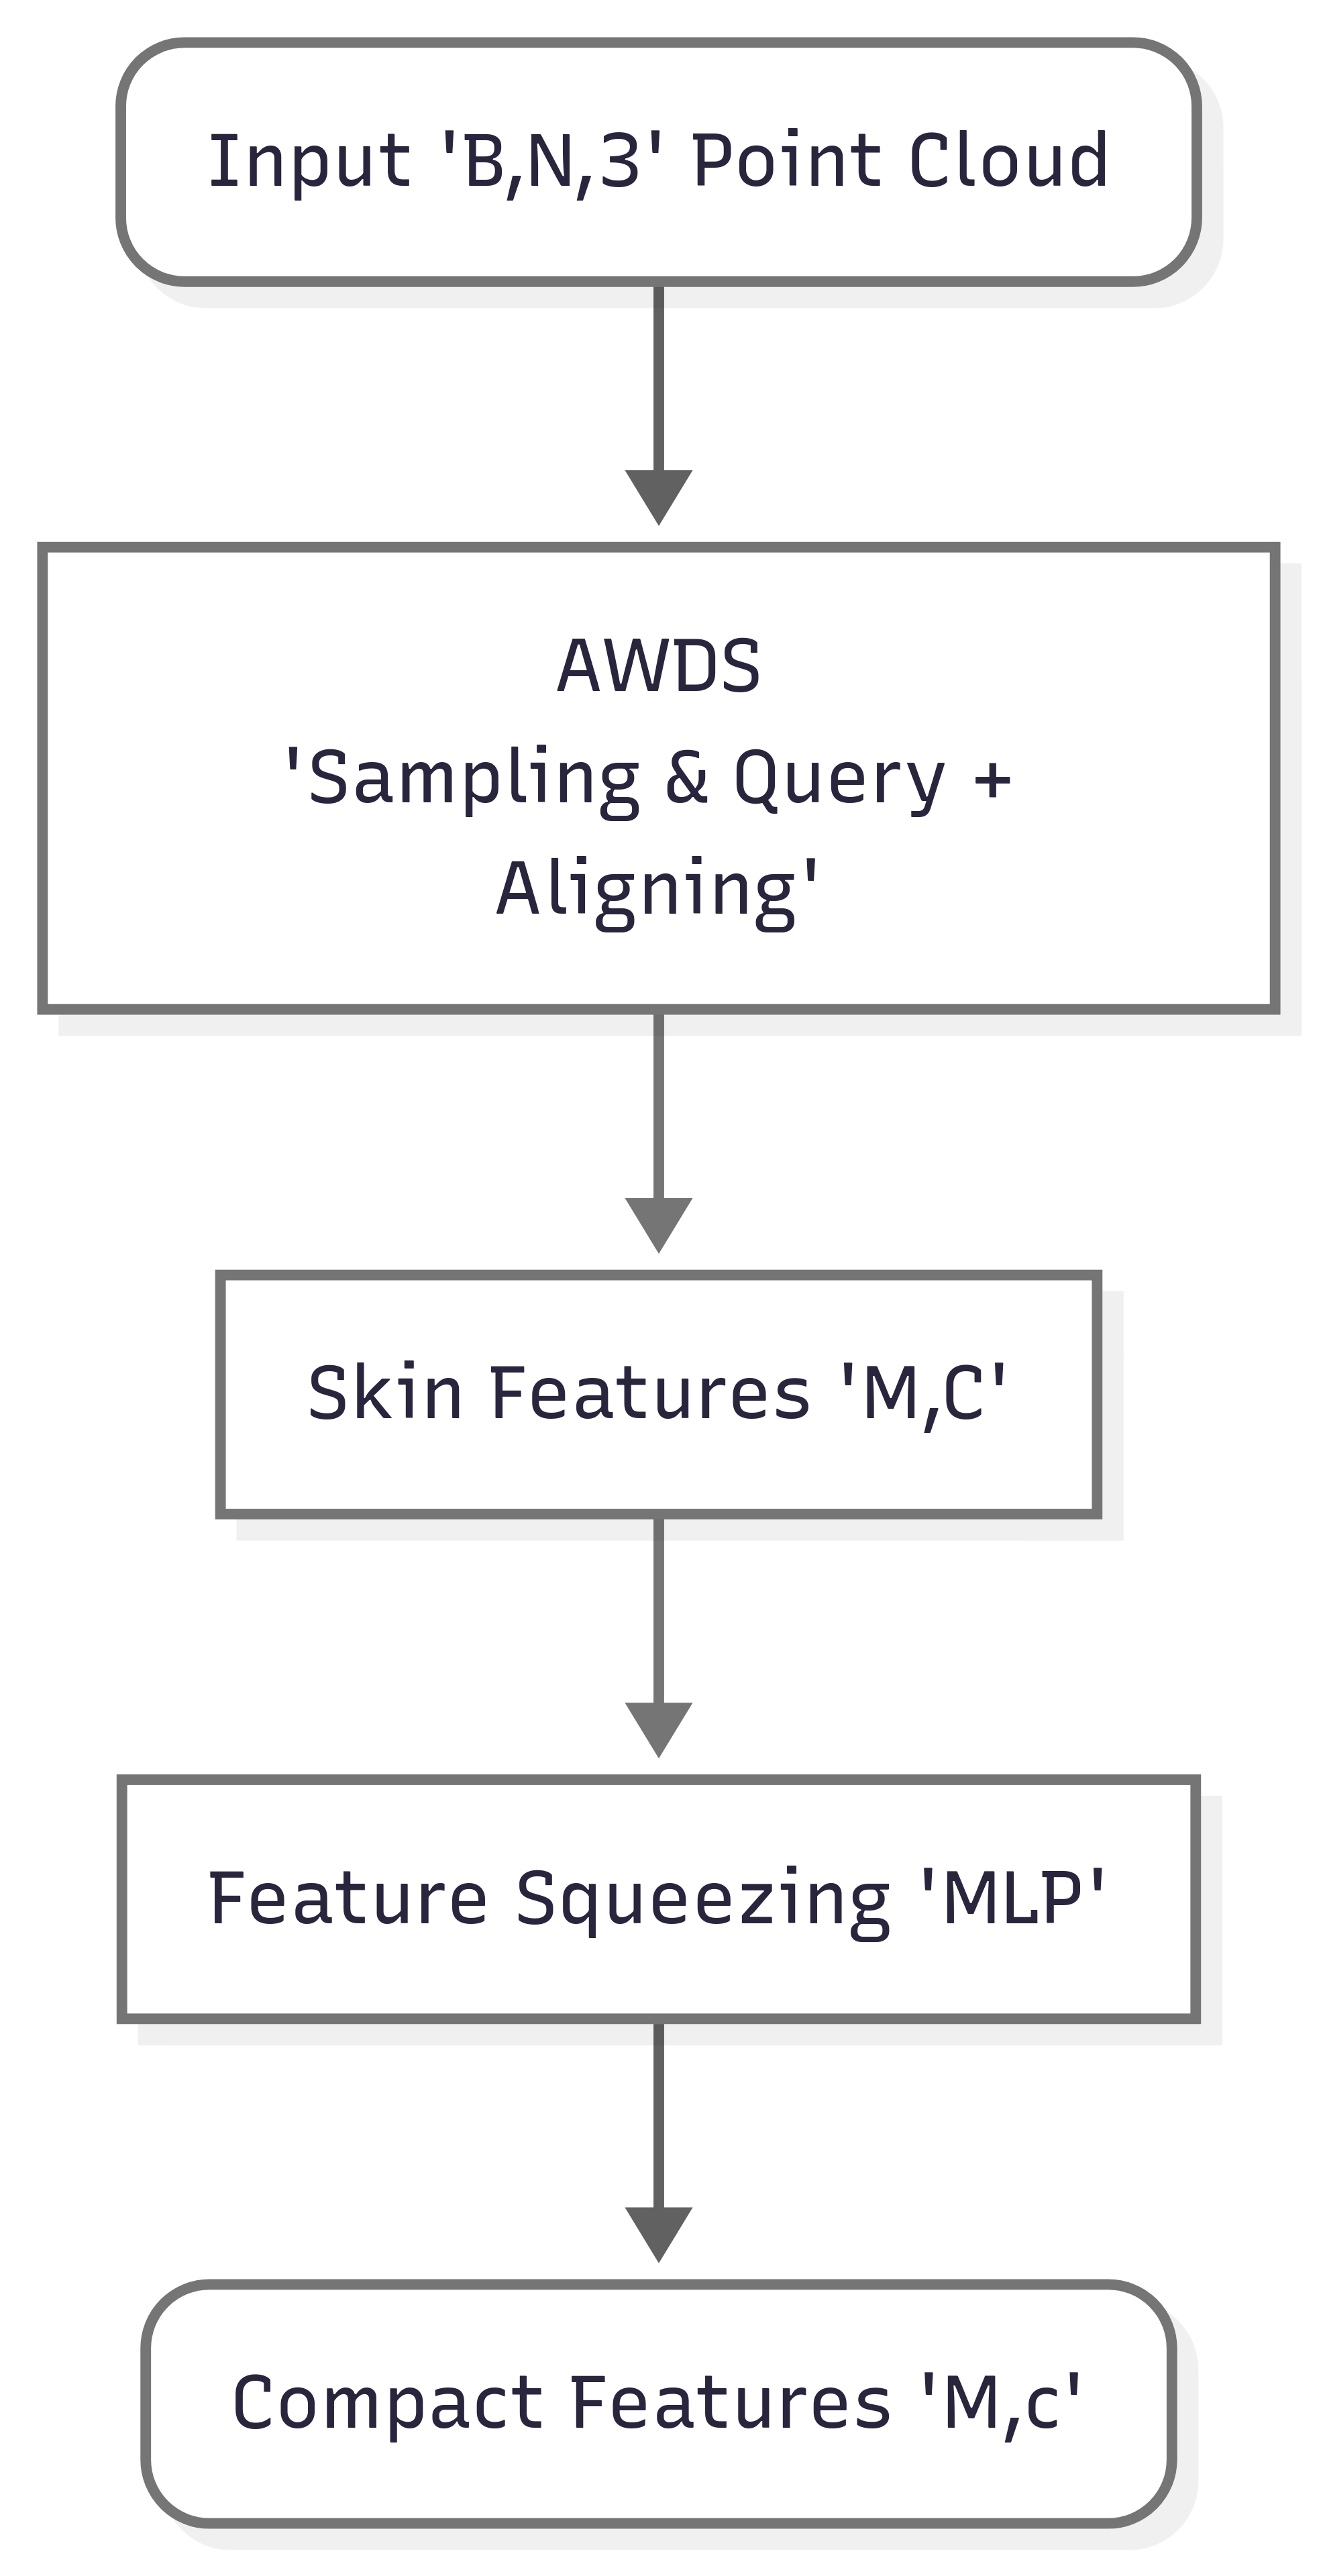 Input 'B,N,3' Point Cloud
AWDS
'Sampling & Query +
Aligning'
Skin Features 'M,C'
Feature Squeezing 'MLP'
Compact Features 'M,c'